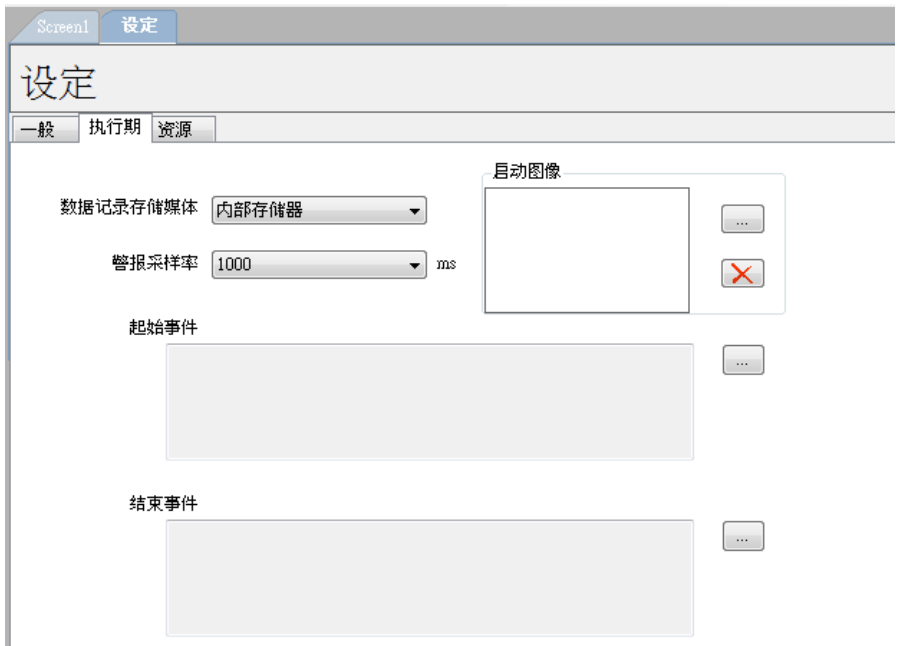 Screen1 设定
设定
一般 执行期 资源
启动图像
数据记录存储媒体 内部存储器
...
警报采样率 1000 ms
起始事件
...
结束事件
...